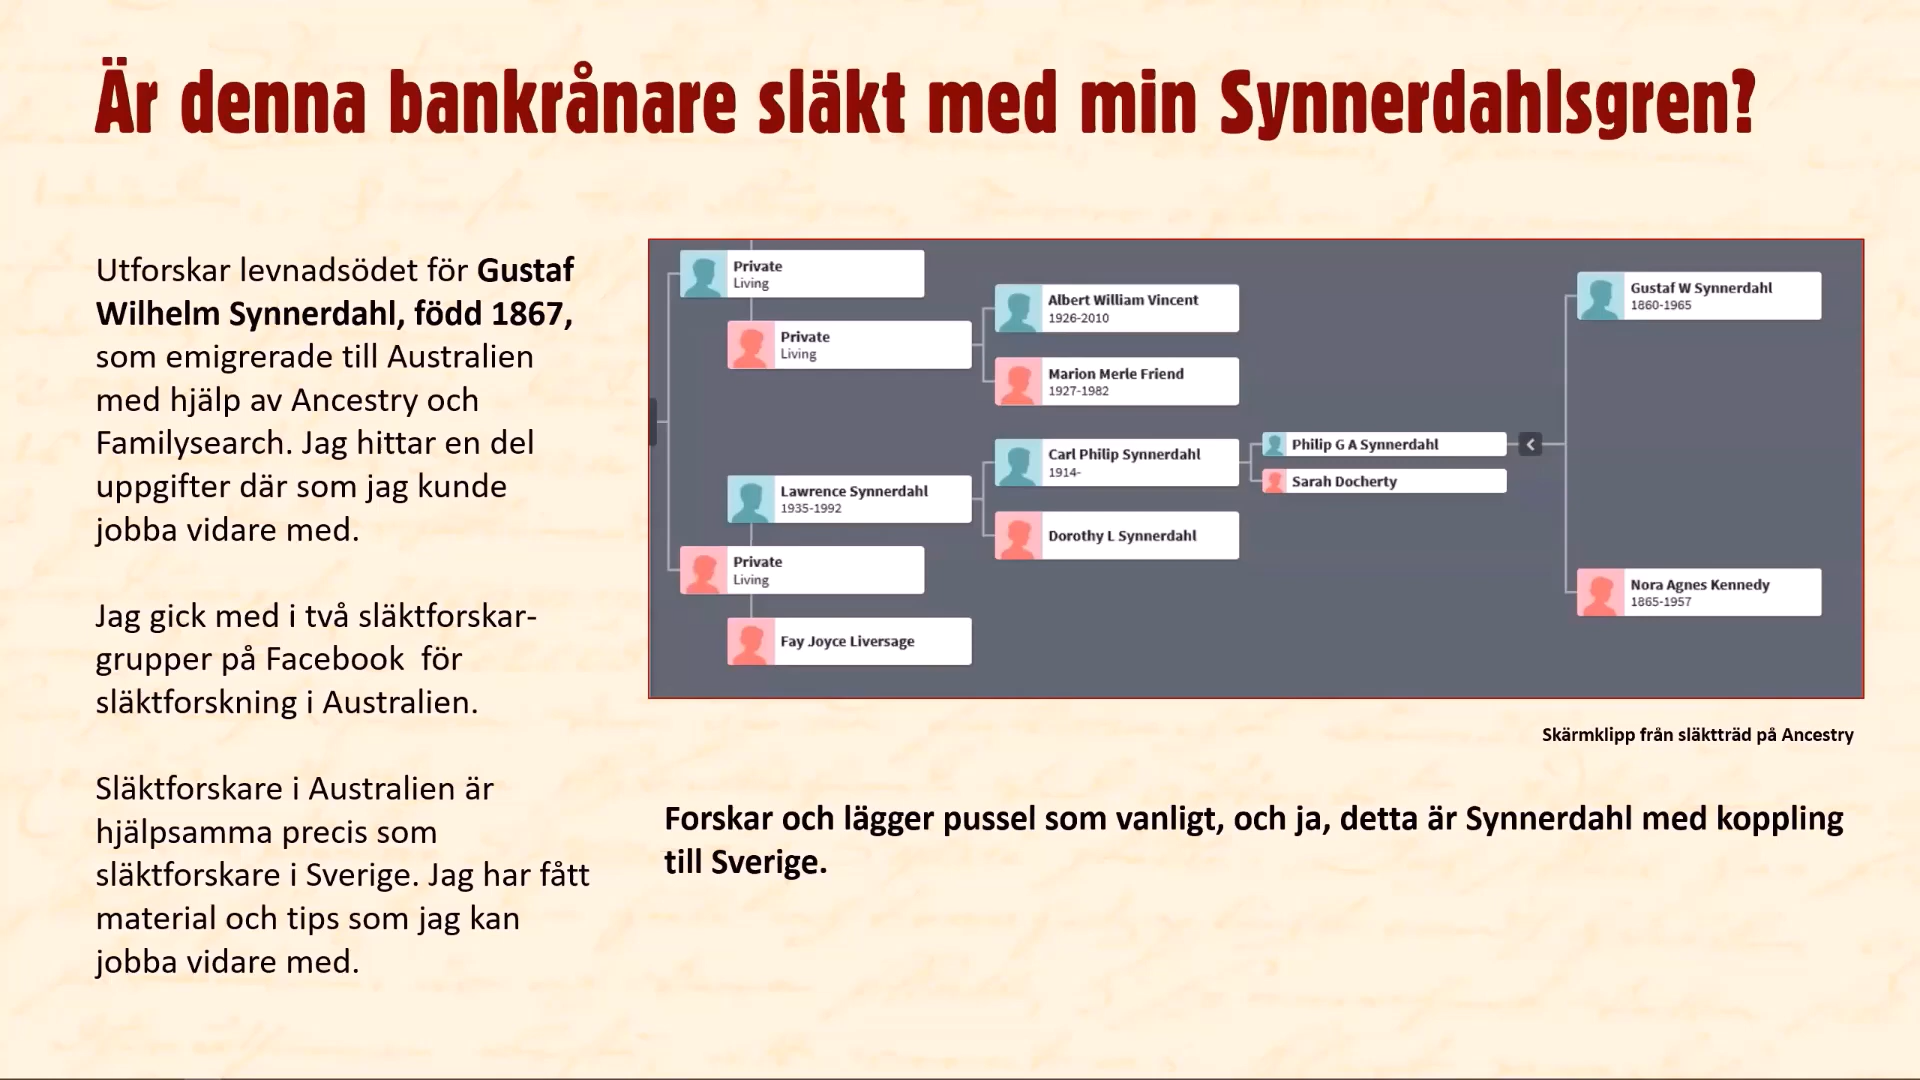 Är denna bankrånare släkt med min Synnerdahlsgren?
Utforskar levnadsödet för Gustaf
Wilhelm Synnerdahl, född 1867,
som emigrerade till Australien
med hjälp av Ancestry och
Familysearch. Jag hittar en del
uppgifter där som jag kunde
jobba vidare med.
Jag gick med i två släktforskar-
grupper på Facebook  för
släktforskning i Australien.
Släktforskare i Australien är
hjälpsamma precis som
släktforskare i Sverige. Jag har fått
material och tips som jag kan
jobba vidare med.
Private
Living
Private
Living
Albert William Vincent
1926-2010
Marion Merle Friend
1927-1982
Lawrence Synnerdahl
1935-1992
Carl Philip Synnerdahl
1914-
Dorothy L Synnerdahl
Private
Living
Fay Joyce Liversage
Philip G A Synnerdahl
Sarah Docherty
Gustaf W Synnerdahl
1860-1965
Nora Agnes Kennedy
1865-1957
Skärmklipp från släktträd på Ancestry
Forskar och lägger pussel som vanligt, och ja, detta är Synnerdahl med koppling
till Sverige.